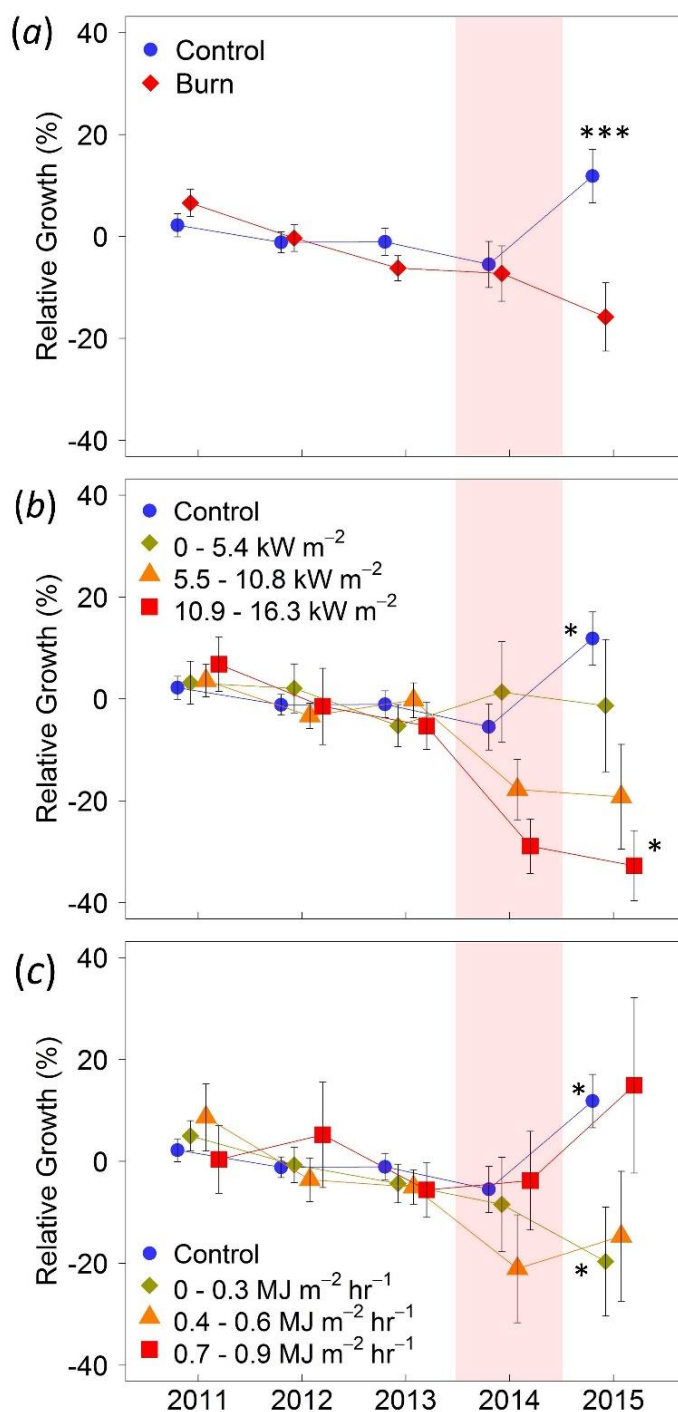 (a)
40
20
0
-20
-40
Relative Growth (%)
Control
Burn
***
(b)
40
20
0
-20
-40
Relative Growth (%)
Control
0 - 5.4 kW m⁻²
5.5 - 10.8 kW m⁻²
10.9 - 16.3 kW m⁻²
*
*
(c)
40
20
0
-20
-40
Relative Growth (%)
*
*
Control
0 - 0.3 MJ m⁻² hr⁻¹
0.4 - 0.6 MJ m⁻² hr⁻¹
0.7 - 0.9 MJ m⁻² hr⁻¹
2011 2012 2013 2014 2015